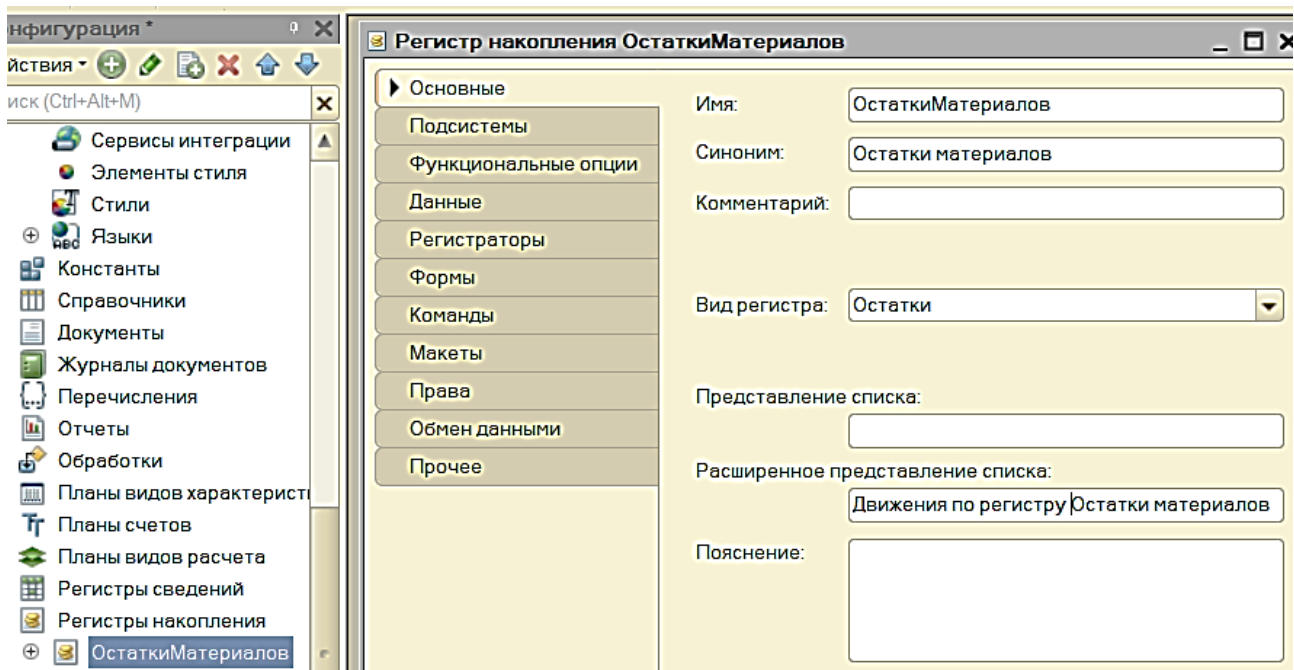 нфигурация *
йствия
иск (Ctrl+Alt+M)
Сервисы интеграции
Элементы стиля
Стили
Языки
Константы
Справочники
Документы
Журналы документов
Перечисления
Отчеты
Обработки
Планы видов характерист
Планы счетов
Планы видов расчета
Регистры сведений
Регистры накопления
ОстаткиМатериалов
Регистр накопления ОстаткиМатериалов
Основные
Подсистемы
Функциональные опции
Данные
Регистраторы
Формы
Команды
Макеты
Права
Обмен данными
Прочее
Имя: ОстаткиМатериалов
Синоним: Остатки материалов
Комментарий:
Вид регистра: Остатки
Представление списка:
Расширенное представление списка:
Движения по регистру Остатки материалов
Пояснение: